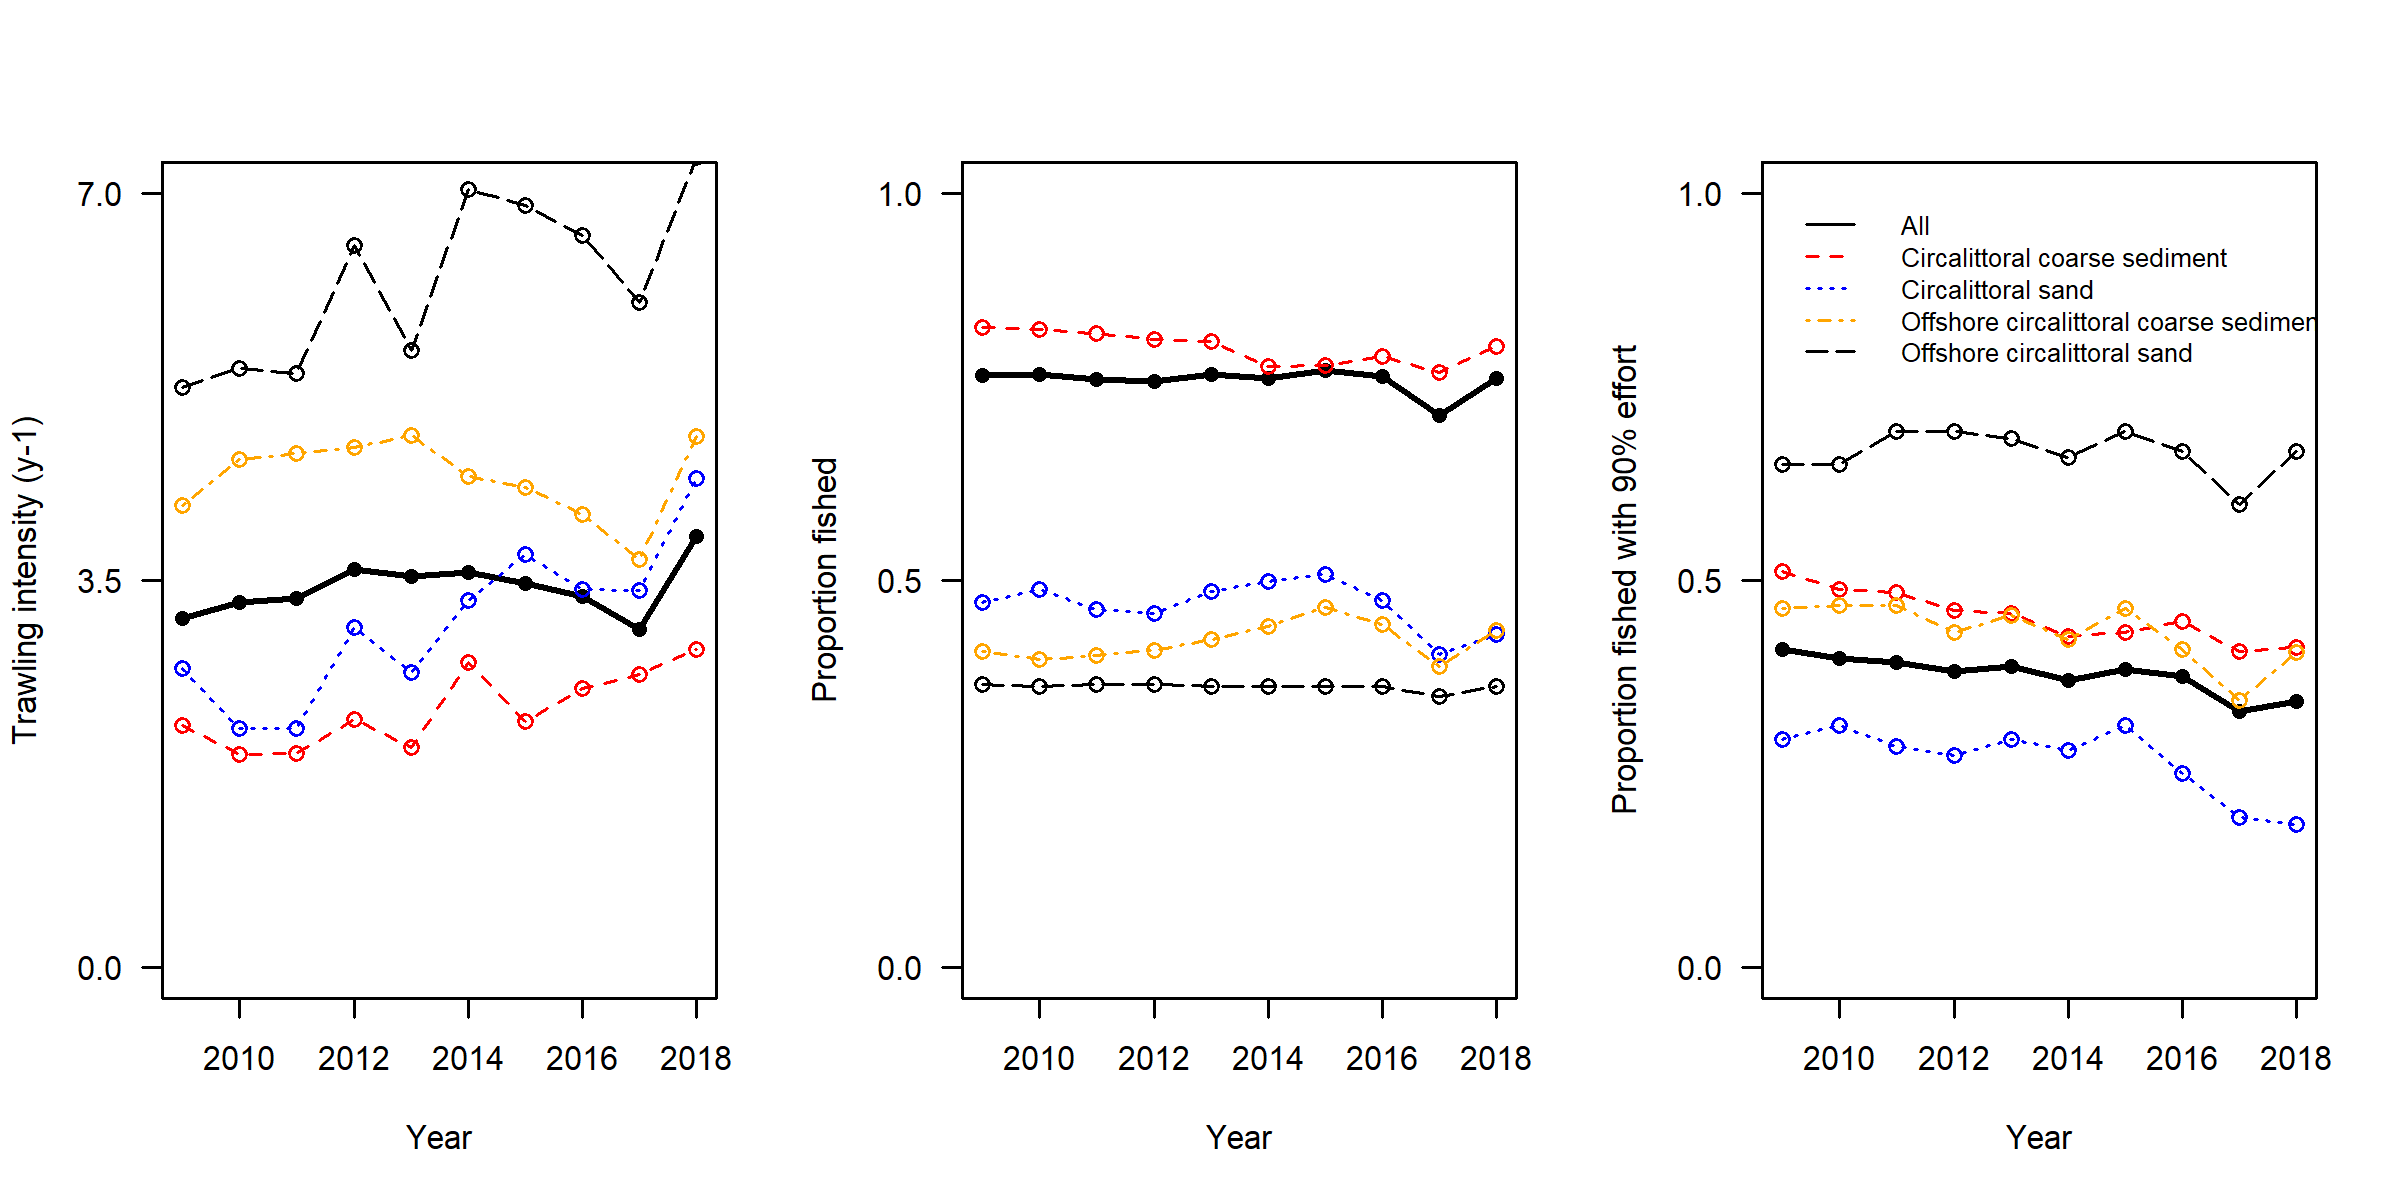 Trawling intensity (y-1)
7.0
3.5
0.0
2010 2012 2014 2016 2018
Year
Proportion fished
1.0
0.5
0.0
2010 2012 2014 2016 2018
Year
Proportion fished with 90% effort
1.0
0.5
0.0
All
Circalittoral coarse sediment
Circalittoral sand
Offshore circalittoral coarse sedimen
Offshore circalittoral sand
2010 2012 2014 2016 2018
Year